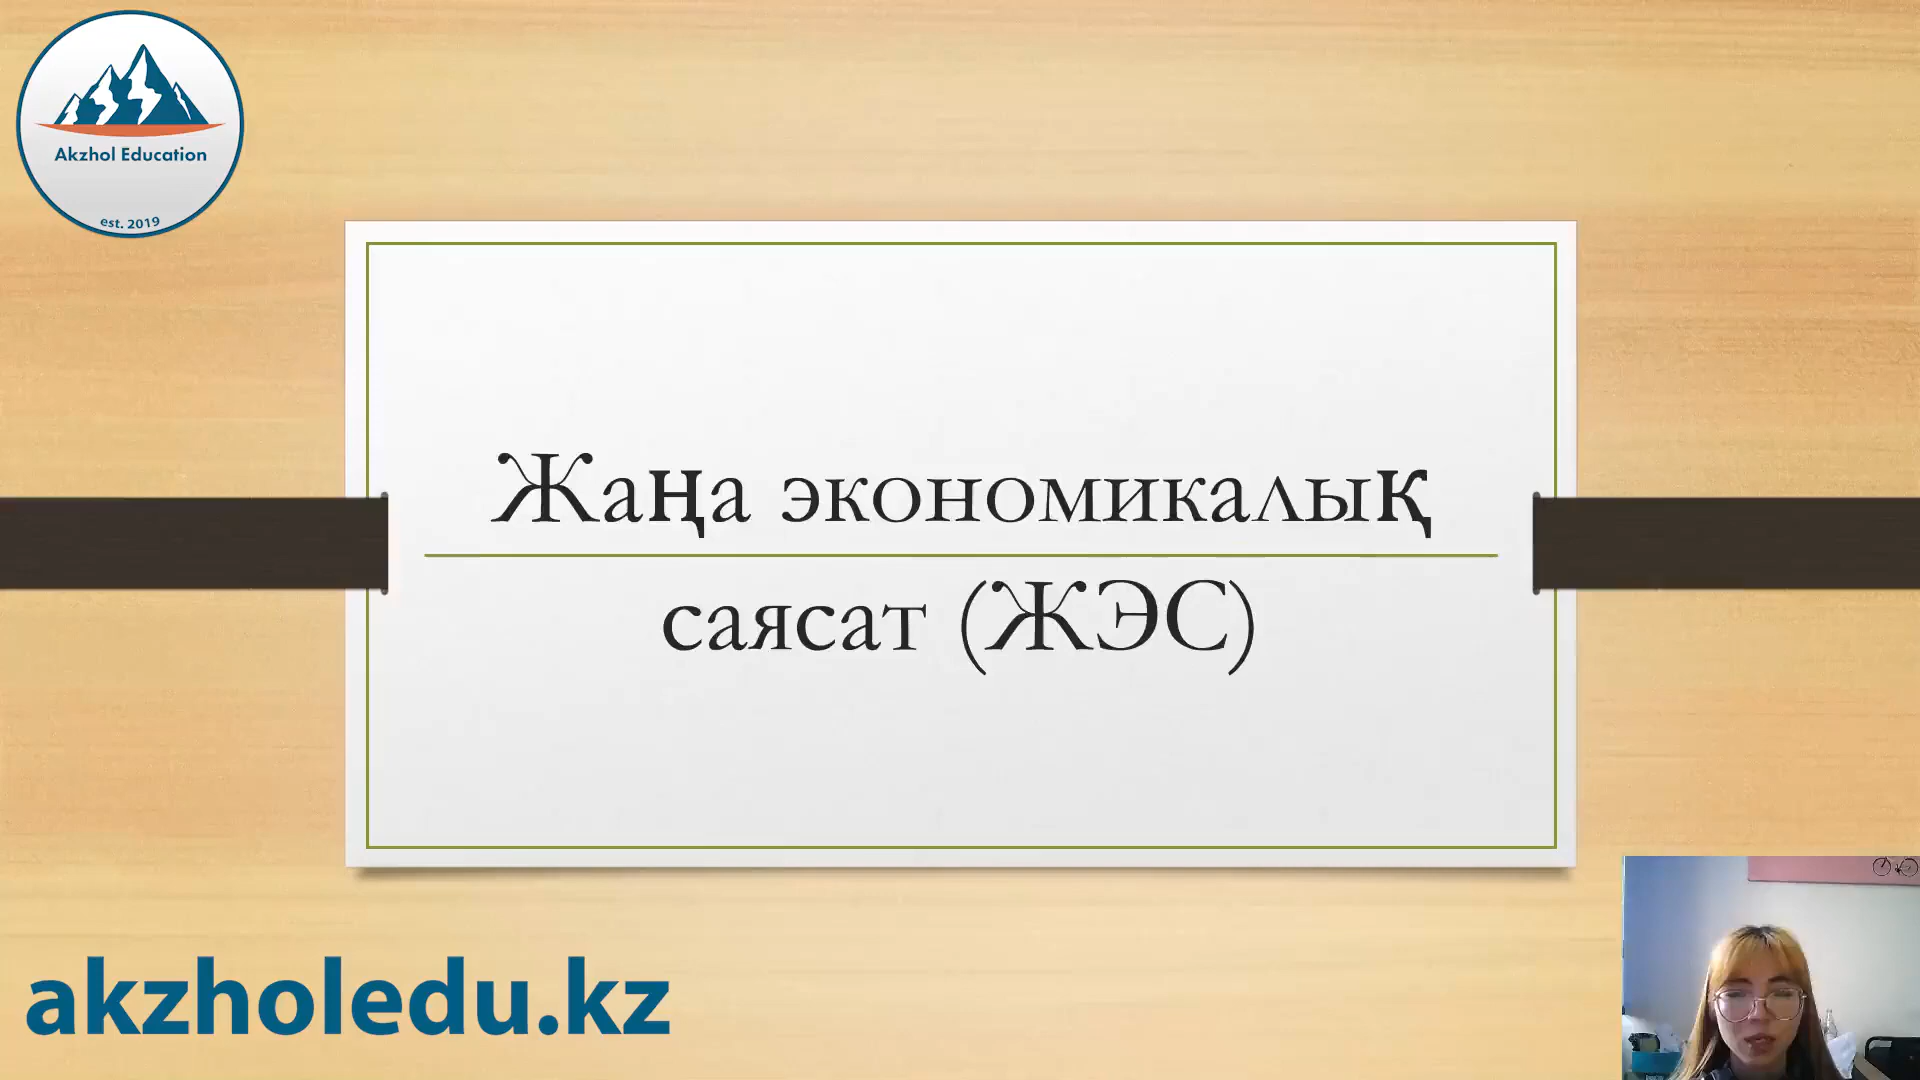 Akzhol Education
est. 2019
Жаңа экономикалық
саясат (ЖЭС)
akzholedu.kz